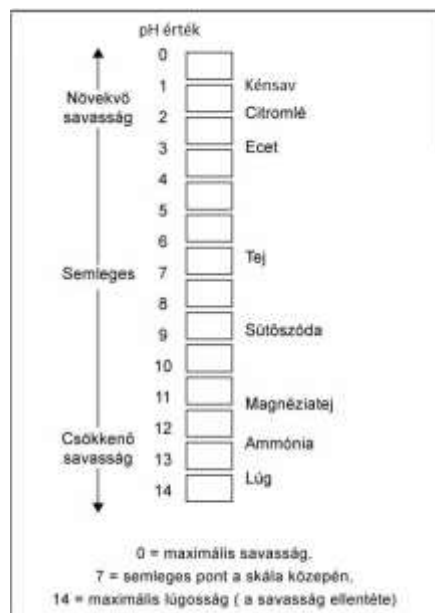 pH érték
0
1 Kénsav
Növekvő
savasság
2 Citromlé
3 Ecet
4
5
6
Semleges 7 Tej
8
9 Sütőszóda
10
11 Magnéziatej
12
Csökkenő
savasság
13 Ammónia
14 Lúg
0 = maximális savasság,
7 = semleges pont a skála közepén,
14 = maximális lúgosság ( a savasság ellentéte)